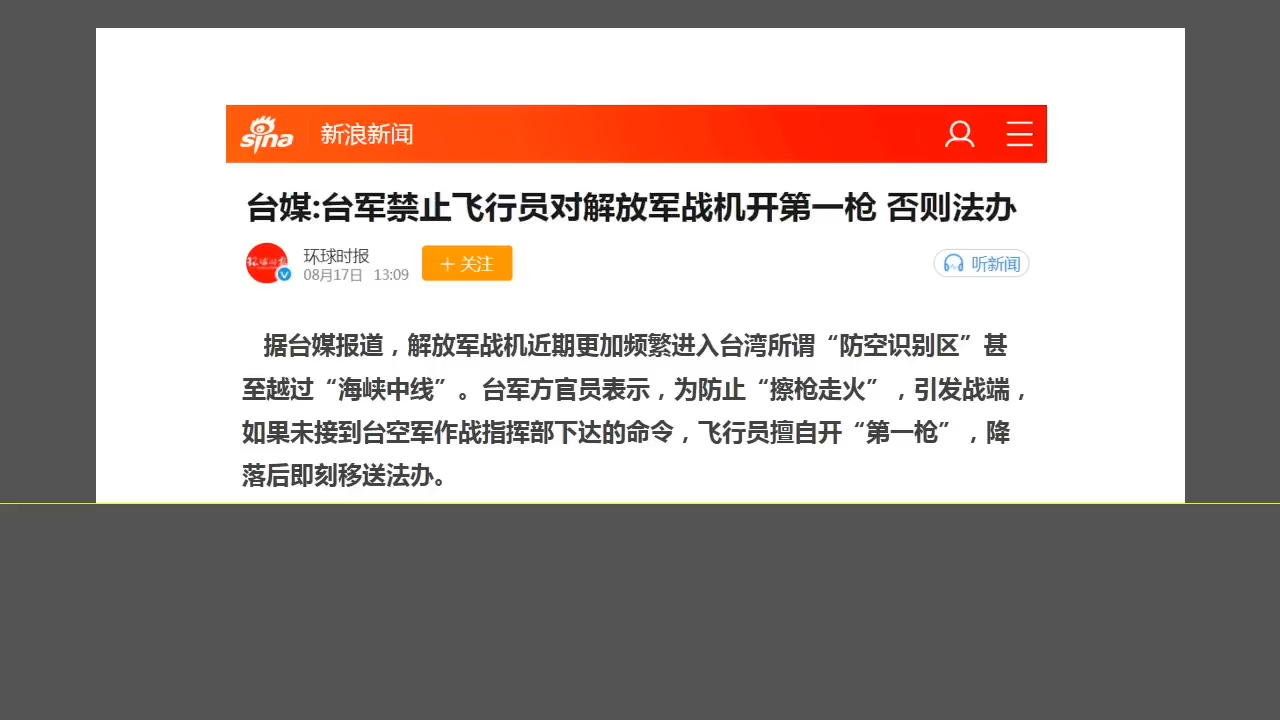 sina 新浪新闻
台媒:台军禁止飞行员对解放军战机开第一枪 否则法办
环球时报
环球时报
08月17日 13:09
+ 关注
听新闻
据台媒报道，解放军战机近期更加频繁进入台湾所谓“防空识别区”甚
至越过“海峡中线”。台军方官员表示，为防止“擦枪走火”，引发战端，
如果未接到台空军作战指挥部下达的命令，飞行员擅自开“第一枪”，降
落后即刻移送法办。